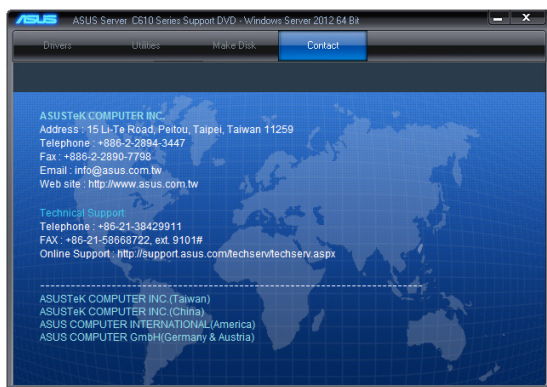 ASUS ASUS Server C610 Series Support DVD - Windows Server 2012 64 Bit
Drivers Utilities Make Disk Contact
ASUSTeK COMPUTER INC.
Address : 15 Li-Te Road, Peitou, Taipei, Taiwan 11259
Telephone : +886-2-2894-3447
Fax : +886-2-2890-7798
Email : info@asus.com.tw
Web site : http://www.asus.com.tw
Technical Support
Telephone : +86-21-38429911
FAX : +86-21-58668722, ext. 9101#
Online Support : http://support.asus.com/techserv/techserv.aspx
ASUSTeK COMPUTER INC.(Taiwan)
ASUSTeK COMPUTER INC.(China)
ASUS COMPUTER INTERNATIONAL(America)
ASUS COMPUTER GmbH(Germany & Austria)